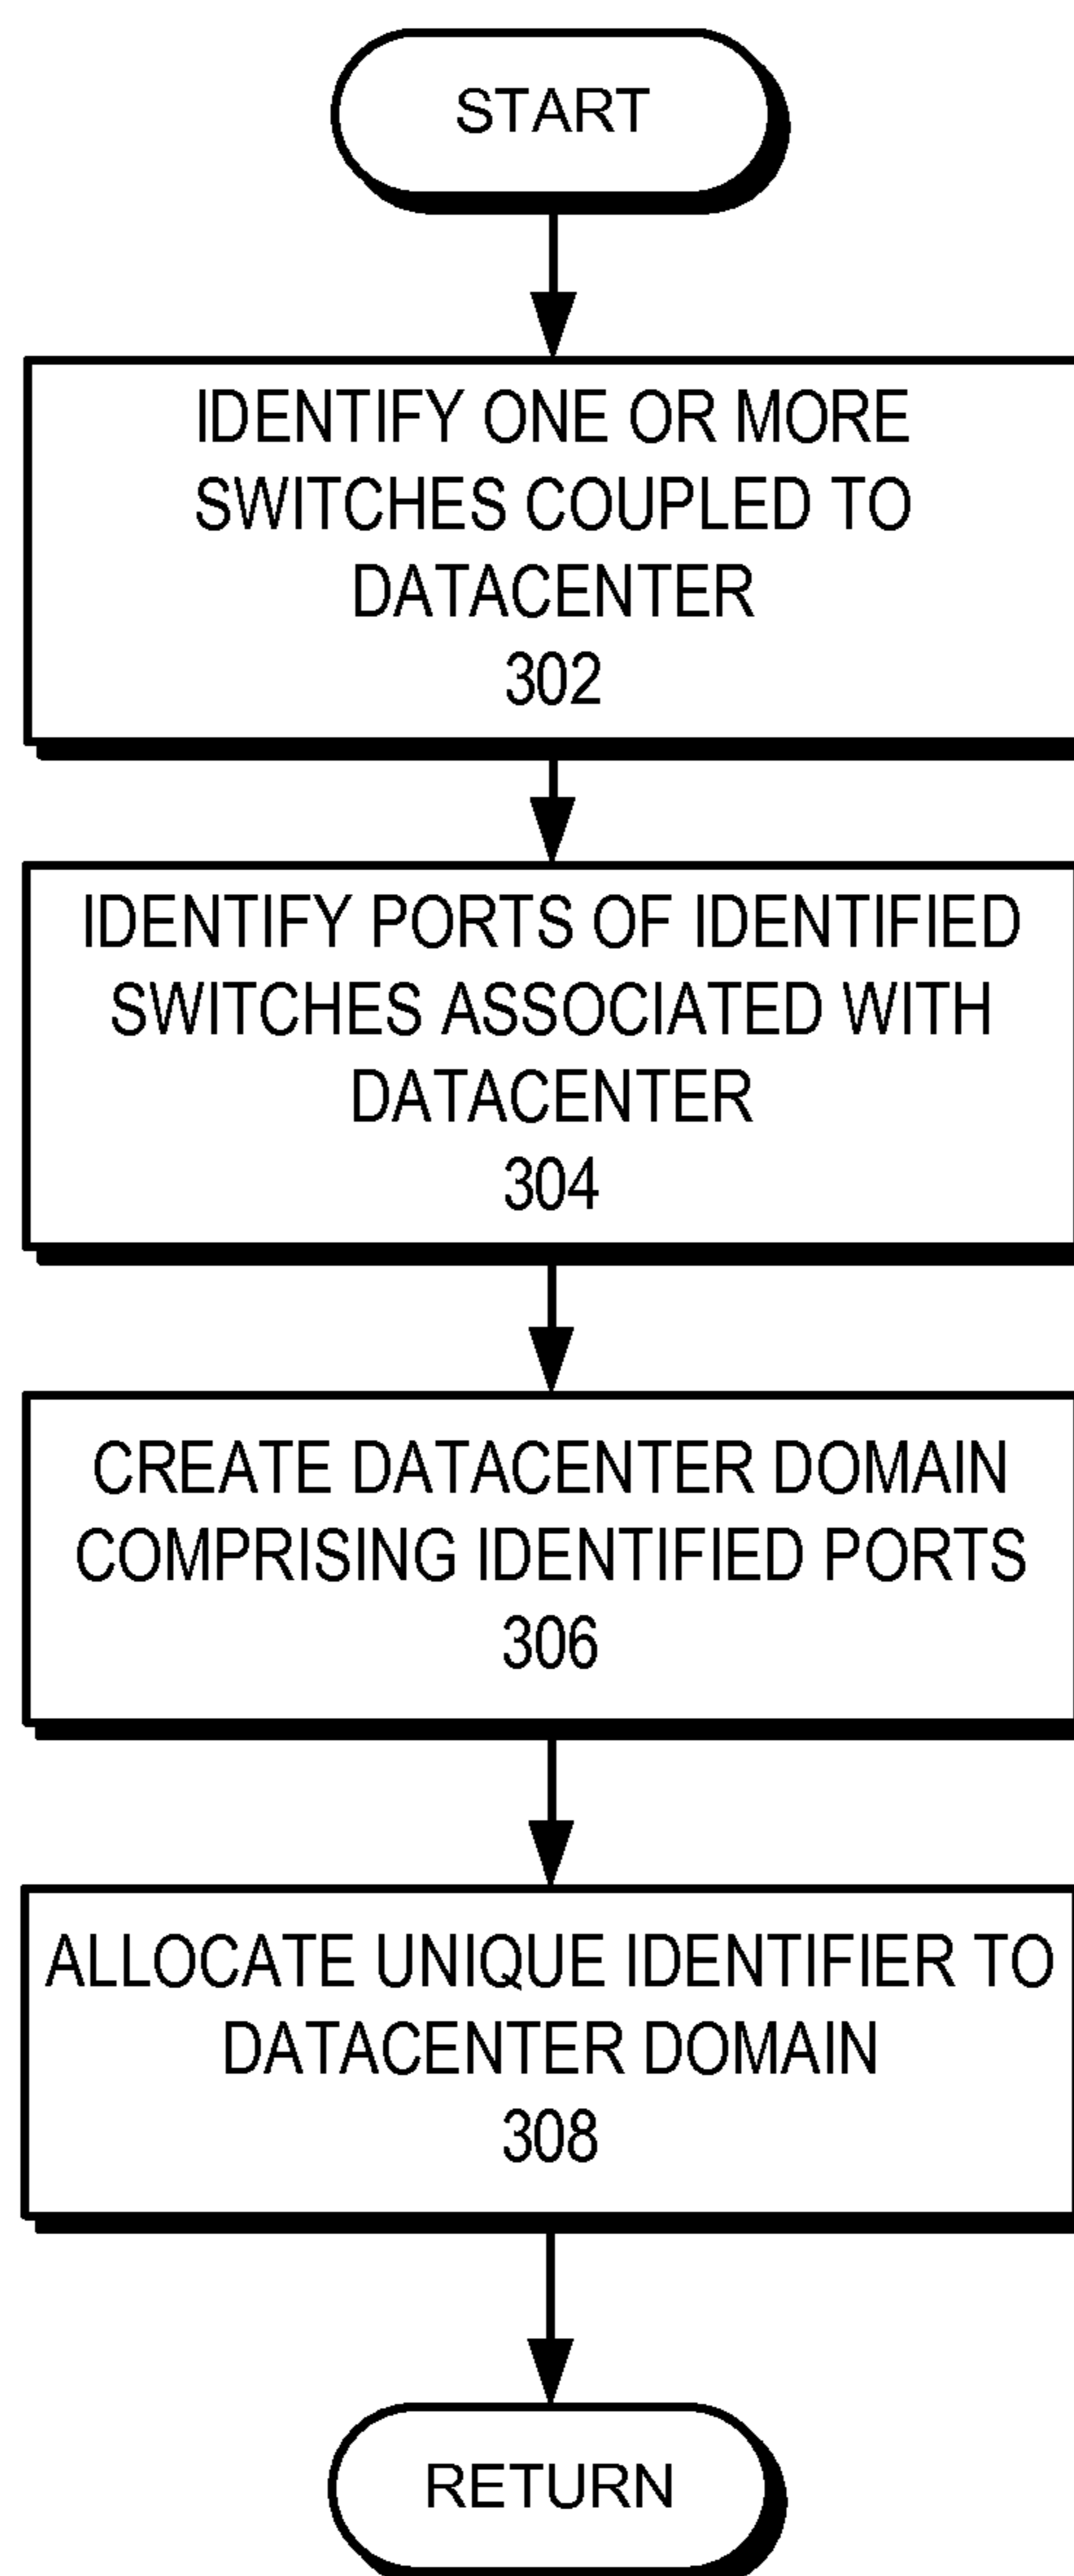 START
IDENTIFY ONE OR MORE
SWITCHES COUPLED TO
DATACENTER
302
IDENTIFY PORTS OF IDENTIFIED
SWITCHES ASSOCIATED WITH
DATACENTER
304
CREATE DATACENTER DOMAIN
COMPRISING IDENTIFIED PORTS
306
ALLOCATE UNIQUE IDENTIFIER TO
DATACENTER DOMAIN
308
RETURN